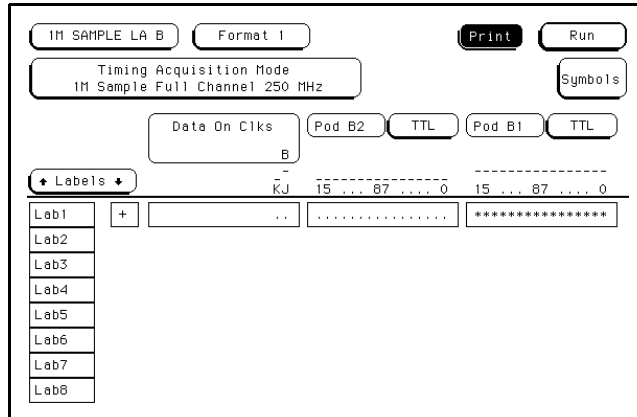 1M SAMPLE LA B Format 1 Print Run
Timing Acquisition Mode
1M Sample Full Channel 250 MHz
Symbols
Data On Clks Pod B2 TTL Pod B1 TTL
B
↑ Labels ↓
-- ---------------- ----------------
KJ 15 ... 87 .... 0 15 ... 87 .... 0
Lab1 + .. ................ ****************
Lab2
Lab3
Lab4
Lab5
Lab6
Lab7
Lab8